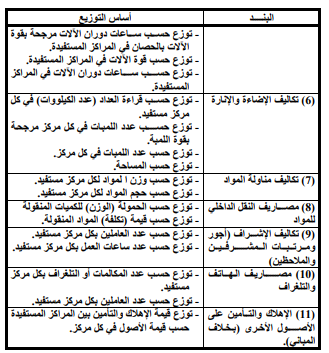 البنـــد
أساس التوزيع
- توزع حسب ساعات دوران الآلات مرجحة بقوة
الآلات بالحصان في المراكز المستفيدة.
- توزع حسب قوة الآلات في المراكز المستفيدة.
- توزع حسب ساعات دوران الآلات في المراكز
المستفيدة.
(6) تكاليف الإضاءة والإنارة
- توزع حسب قراءة العداد (عدد الكيلووات) في كل
مركز مستفيد.
- توزع حسب عدد اللمبات في كل مركز مرجحة
بقوة اللمبة.
- توزع حسب عدد اللمبات في كل مركز.
- توزع حسب المساحة.
(7) تكاليف مناولة المواد
- توزع حسب وزن ا لمواد لكل مركز مستفيد.
- توزع حسب حجم المواد لكل مركز مستفيد.
(8) مصاريف النقل الداخلي
للمواد
- توزع حسب الحمولة (الوزن) للكميات المنقولة
- توزع حسب قيمة (تكلفة) المواد المنقولة.
(9) تكاليف الإشراف (أجور
ومرتبات المشرفين
والملاحظين)
- توزع حسب عدد العاملين بكل مركز مستفيد.
- توزع حسب عدد ساعات العمل بكل مركز مستفيد.
(10) مصاريف الهاتف
والتلغراف
- توزع حسب عدد المكالمات أو التلغراف بكل مركز
مستفيد.
- توزع حسب عدد العاملين بكل مركز مستفيد.
(11) الإهلاك والتأمين على
الأصول الأخرى (بخلاف
المباني).
- توزع قيمة الإهلاك والتأمين بين المراكز المستفيدة
حسب قيمة الأصول في كل مركز.